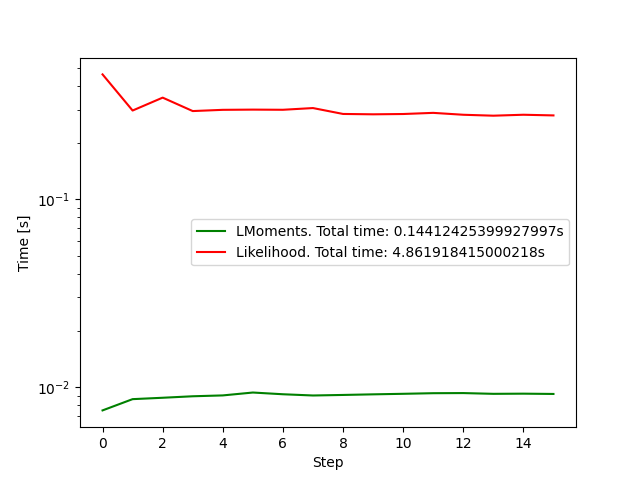 Time [s]
10⁻¹
10⁻²
LMoments. Total time: 0.14412425399927997s
Likelihood. Total time: 4.861918415000218s
0 2 4 6 8 10 12 14
Step